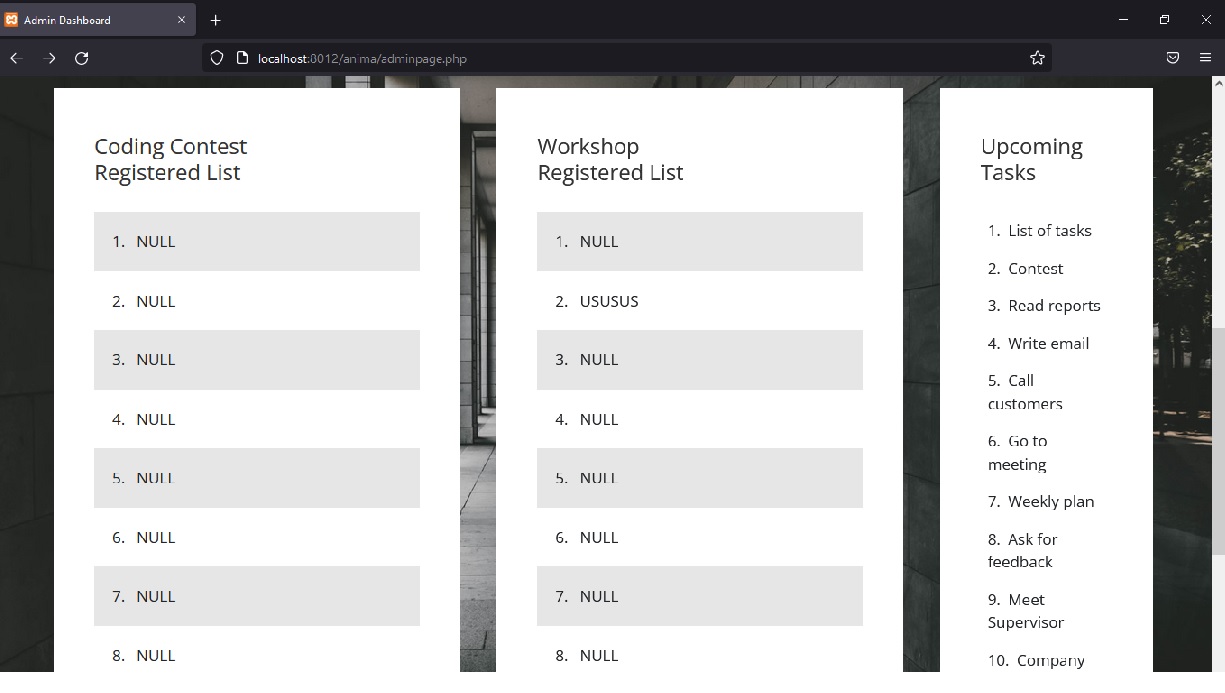 Admin Dashboard
localhost:8012/anima/adminpage.php
Coding Contest
Registered List
1. NULL
2. NULL
3. NULL
4. NULL
5. NULL
6. NULL
7. NULL
8. NULL
Workshop
Registered List
1. NULL
2. USUSUS
3. NULL
4. NULL
5. NULL
6. NULL
7. NULL
8. NULL
Upcoming
Tasks
1. List of tasks
2. Contest
3. Read reports
4. Write email
5. Call
customers
6. Go to
meeting
7. Weekly plan
8. Ask for
feedback
9. Meet
Supervisor
10. Company